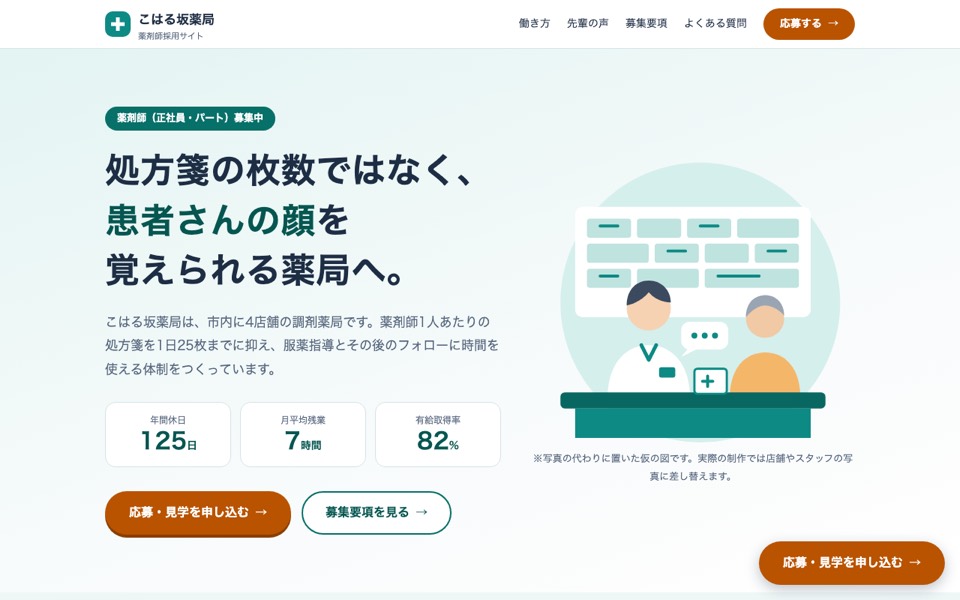 こはる坂薬局
薬剤師採用サイト
働き方
先輩の声
募集要項
よくある質問
応募する →
薬剤師（正社員・パート）募集中
処方箋の枚数ではなく、
患者さんの顔を
覚えられる薬局へ。
こはる坂薬局は、市内に4店舗の調剤薬局です。薬剤師1人あたりの
処方箋を1日25枚までに抑え、服薬指導とその後のフォローに時間を
使える体制をつくっています。
年間休日
125日
月平均残業
7時間
有給取得率
82%
応募・見学を申し込む →
募集要項を見る →
※写真の代わりに置いた仮の図です。実際の制作では店舗やスタッフの写
真に差し替えます。
応募・見学を申し込む →